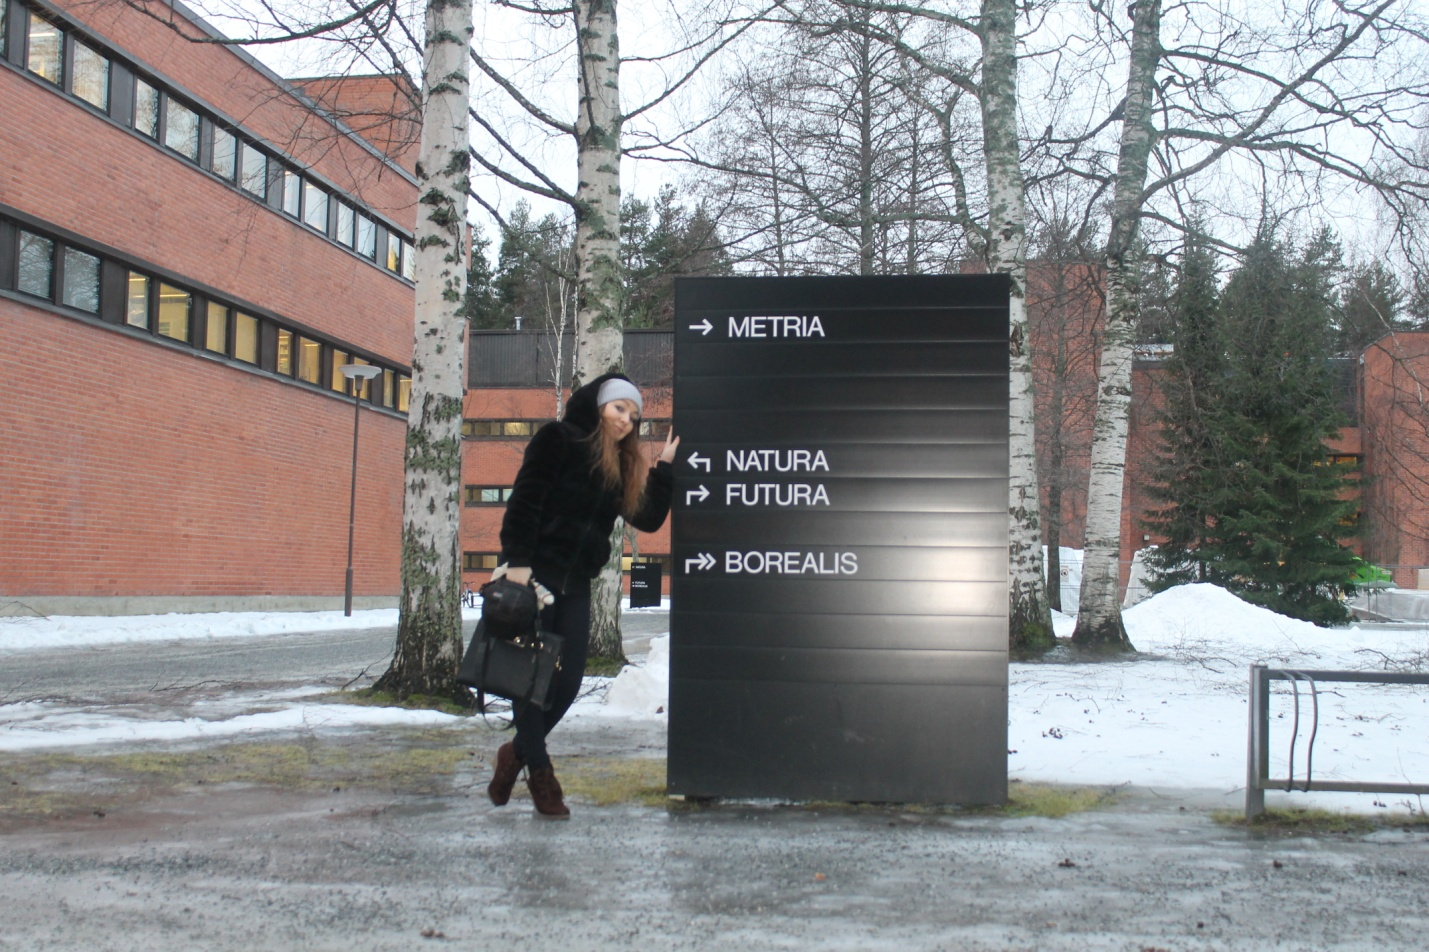 → METRIA
↰ NATURA
↱ FUTURA
↱› BOREALIS